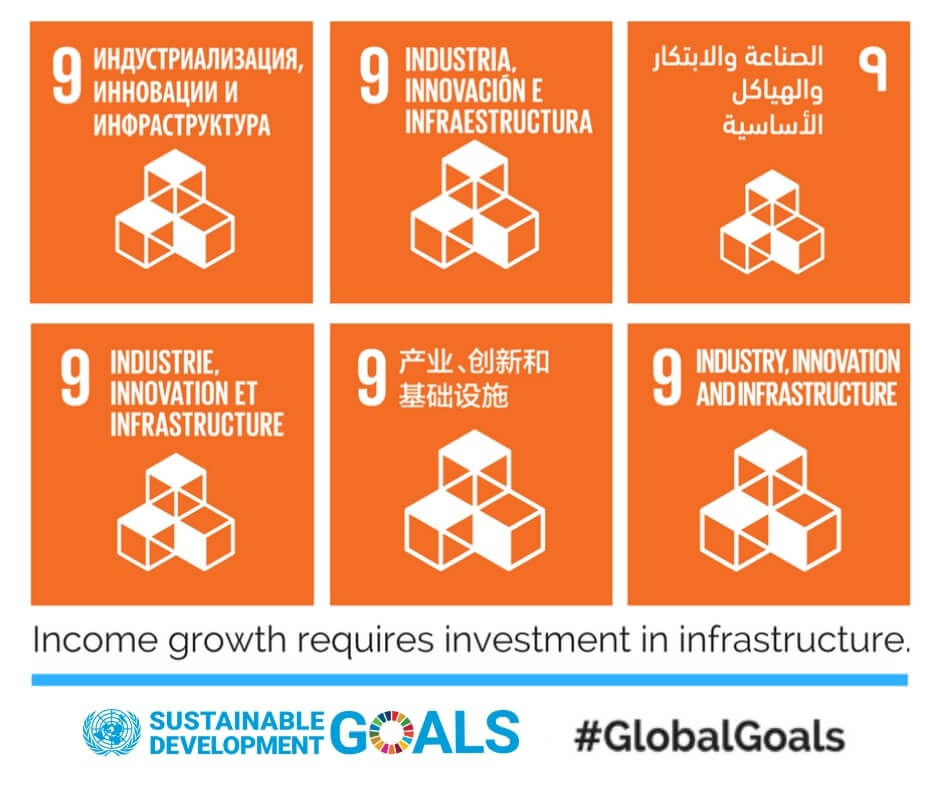 9 ИНДУСТРИАЛИЗАЦИЯ,
ИННОВАЦИИ И
ИНФРАСТРУКТУРА
9 INDUSTRIA,
INNOVACIÓN E
INFRAESTRUCTURA
٩ الصناعة والابتكار
والهياكل
الأساسية
9 INDUSTRIE,
INNOVATION ET
INFRASTRUCTURE
9 产业、创新和
基础设施
9 INDUSTRY, INNOVATION
AND INFRASTRUCTURE
Income growth requires investment in infrastructure.
SUSTAINABLE
DEVELOPMENT GOALS
#GlobalGoals